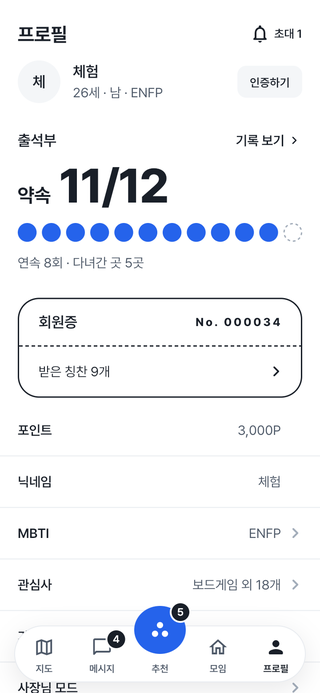 프로필
초대 1
체
체험
26세 · 남 · ENFP
인증하기
출석부
기록 보기
약속 11/12
연속 8회 · 다녀간 곳 5곳
회원증
No. 000034
받은 칭찬 9개
포인트
3,000P
닉네임
체험
MBTI
ENFP
관심사
보드게임 외 18개
5
4
지도
메시지
추천
모임
프로필
사장님 모드